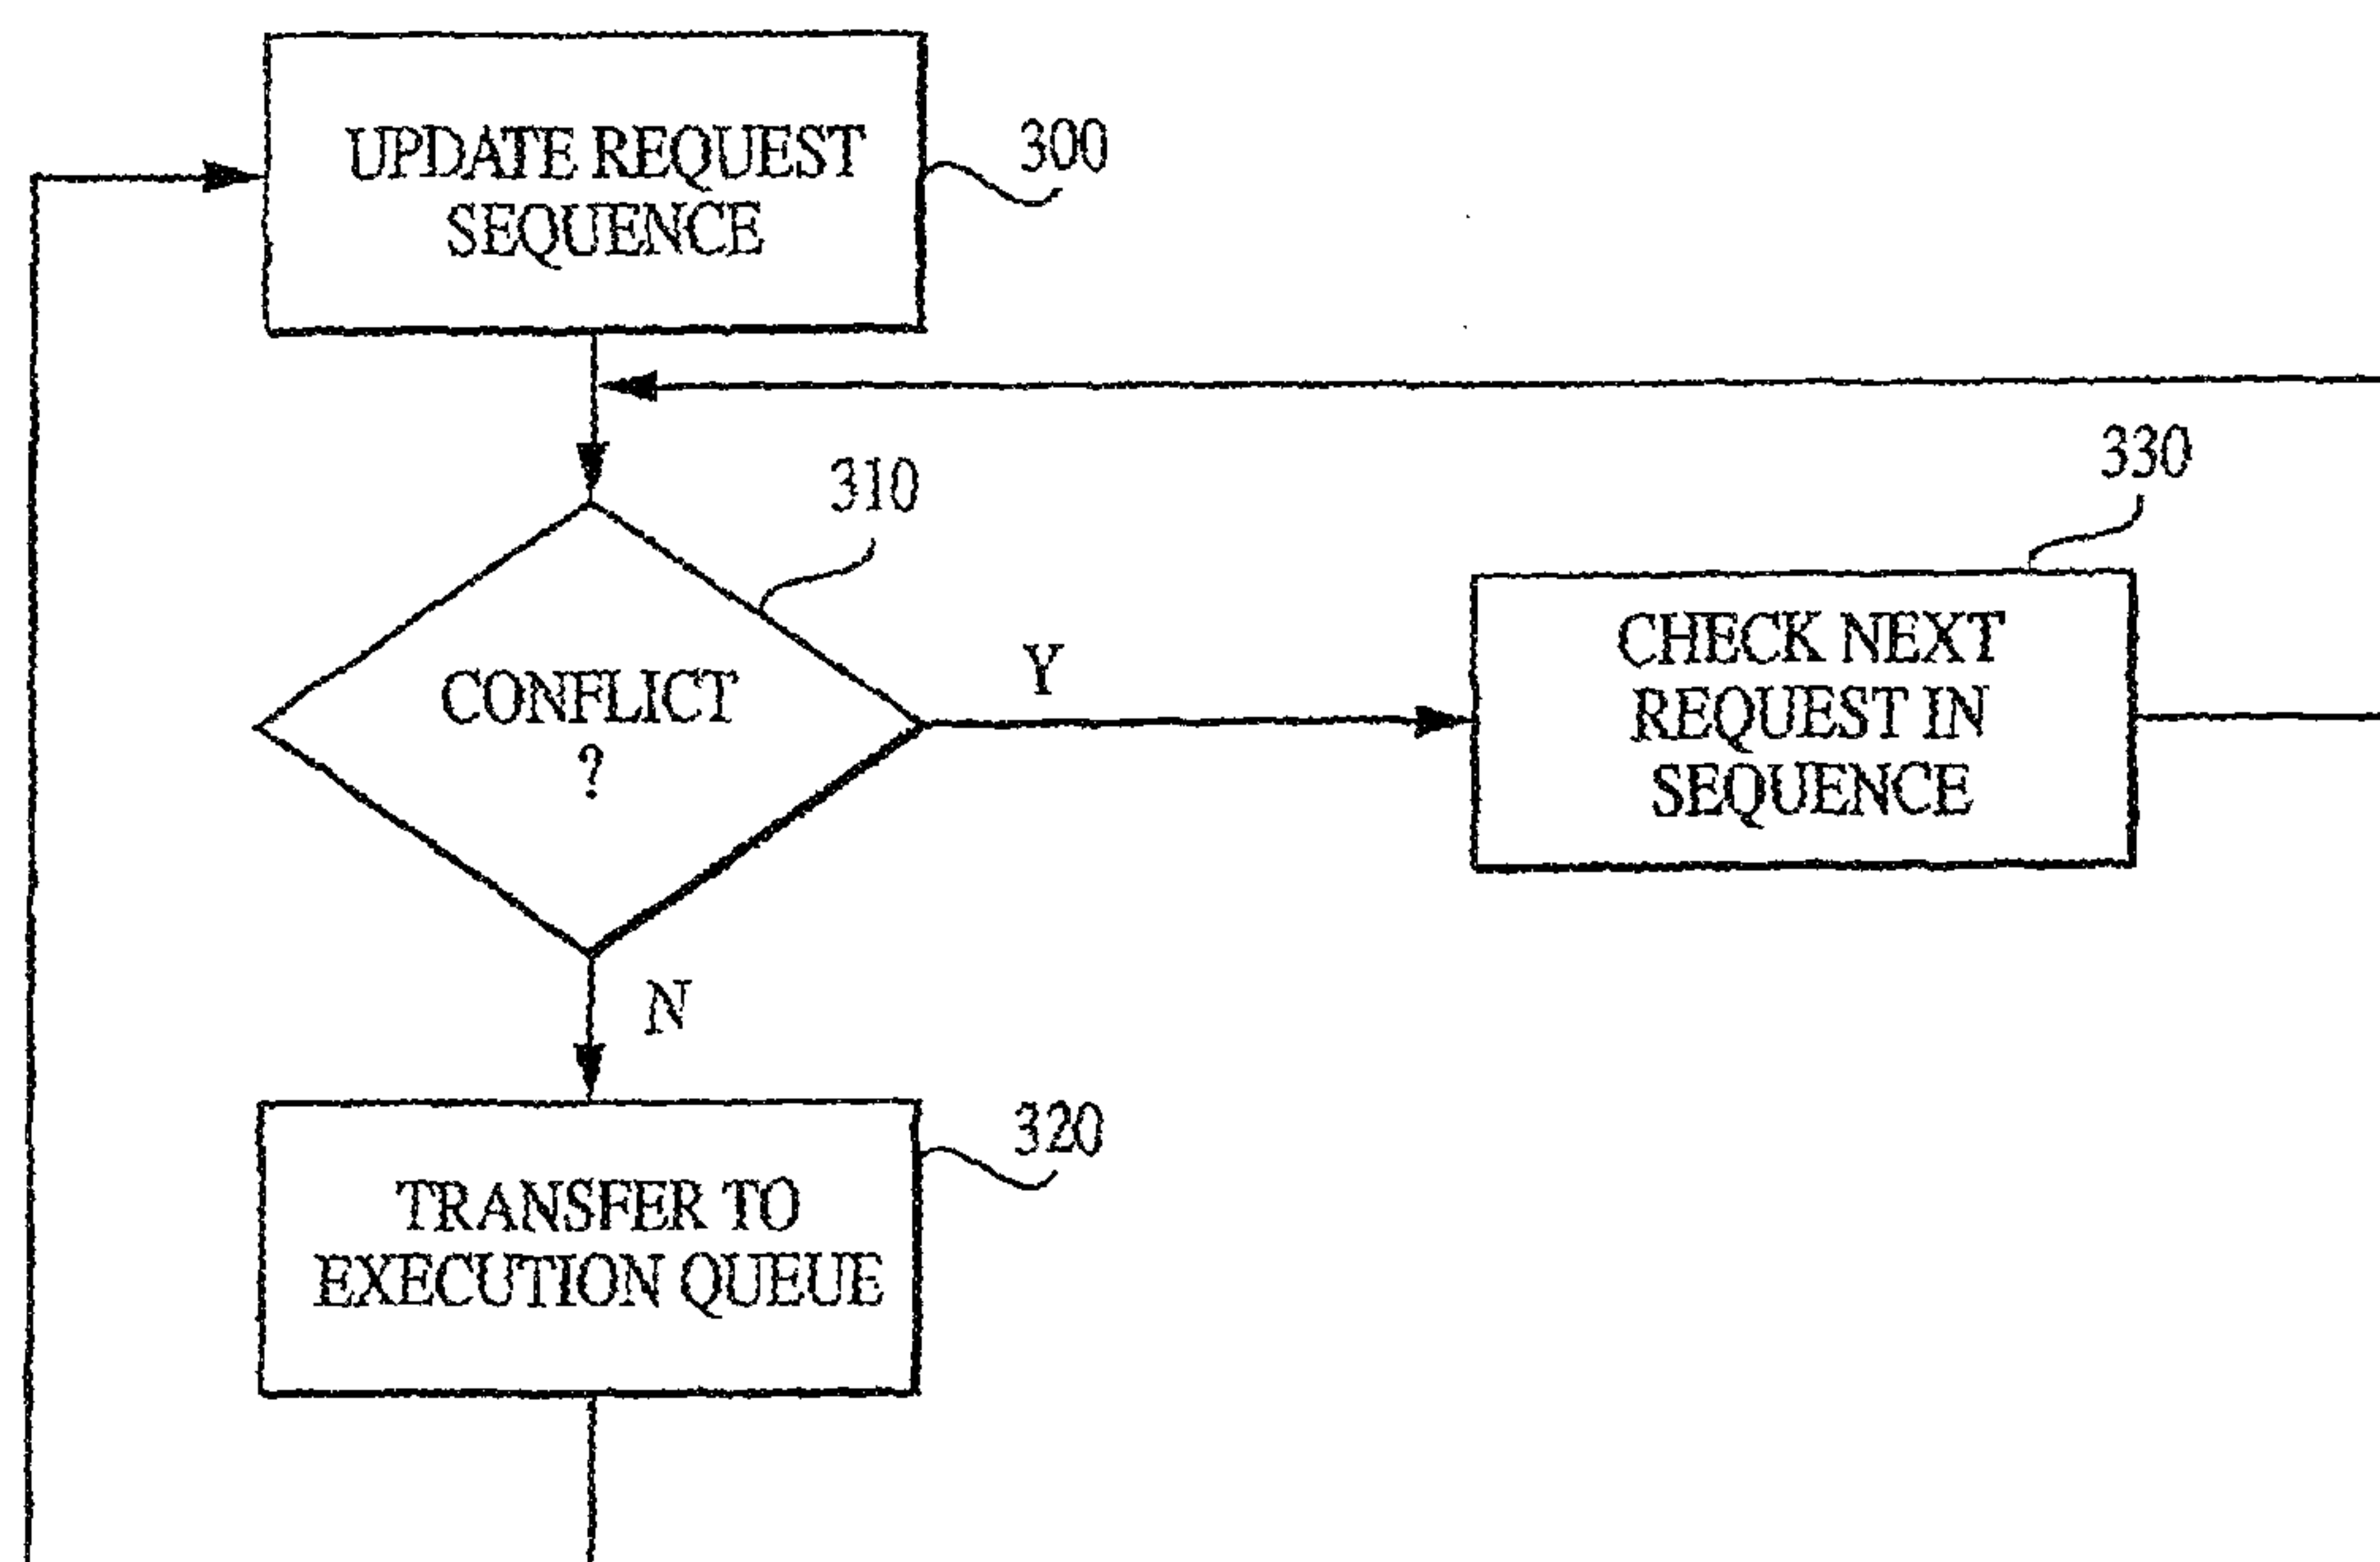 UPDATE REQUEST
SEQUENCE
300
310
330
CONFLICT
?
Y
CHECK NEXT
REQUEST IN
SEQUENCE
N
320
TRANSFER TO
EXECUTION QUEUE